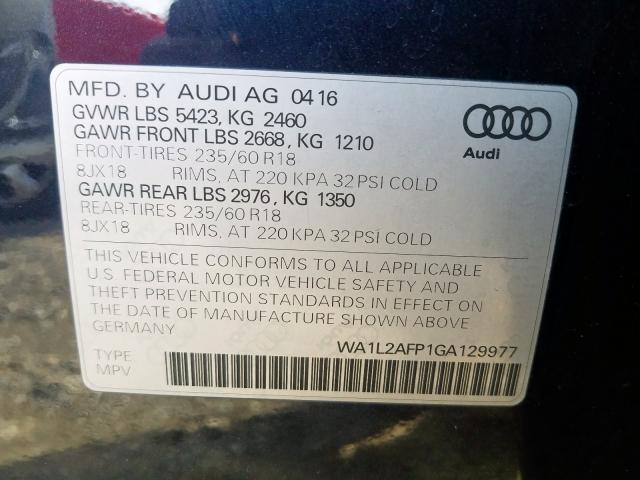 MFD. BY AUDI AG 0416
GVWR LBS 5423, KG 2460
GAWR FRONT LBS 2668, KG 1210
FRONT-TIRES 235/60 R18
8JX18 RIMS, AT 220 KPA 32 PSI COLD
GAWR REAR LBS 2976, KG 1350
REAR-TIRES 235/60 R18
8JX18 RIMS, AT 220 KPA 32 PSI COLD
Audi
THIS VEHICLE CONFORMS TO ALL APPLICABLE
U.S. FEDERAL MOTOR VEHICLE SAFETY AND
THEFT PREVENTION STANDARDS IN EFFECT ON
THE DATE OF MANUFACTURE SHOWN ABOVE
GERMANY
WA1L2AFP1GA129977
TYPE
MPV